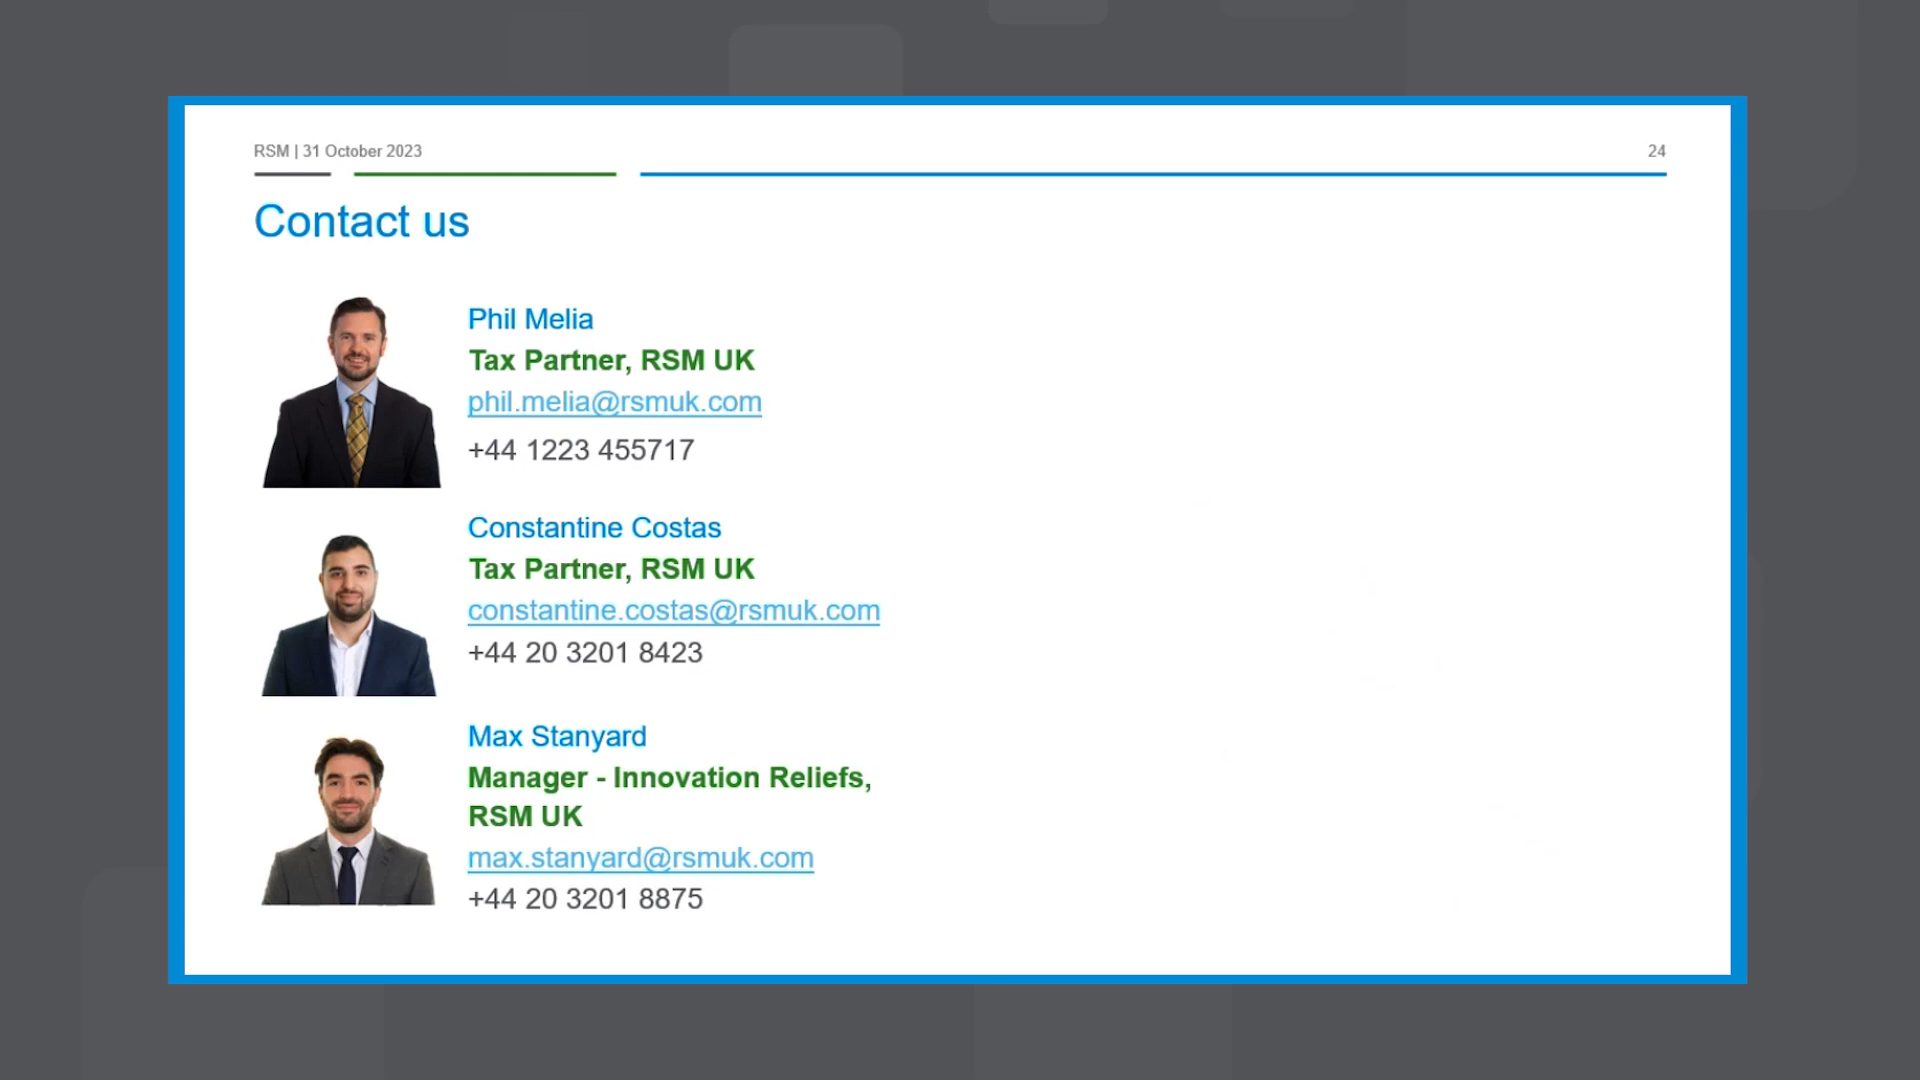 RSM | 31 October 2023
24
Contact us
Phil Melia
Tax Partner, RSM UK
phil.melia@rsmuk.com
+44 1223 455717
Constantine Costas
Tax Partner, RSM UK
constantine.costas@rsmuk.com
+44 20 3201 8423
Max Stanyard
Manager - Innovation Reliefs,
RSM UK
max.stanyard@rsmuk.com
+44 20 3201 8875